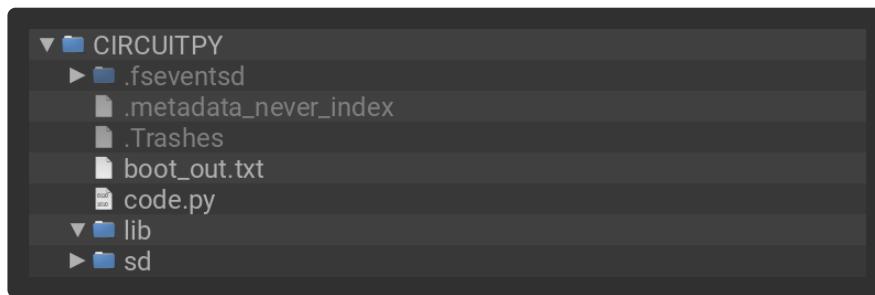 CIRCUITPY
.fseventsd
.metadata_never_index
.Trashes
boot_out.txt
code.py
lib
sd